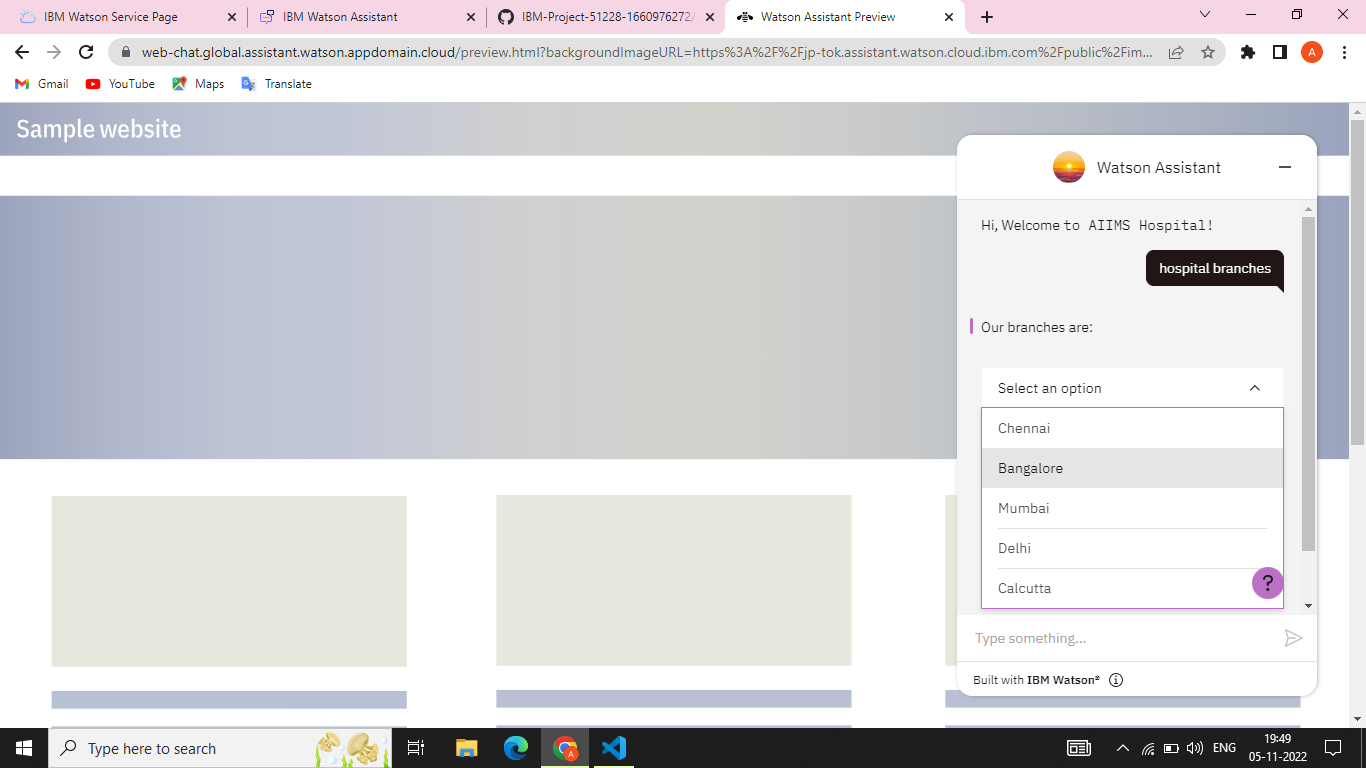 IBM Watson Service Page
IBM Watson Assistant
IBM-Project-51228-1660976272/
Watson Assistant Preview
web-chat.global.assistant.watson.appdomain.cloud/preview.html?backgroundImageURL=https%3A%2F%2Fjp-tok.assistant.watson.cloud.ibm.com%2Fpublic%2Fim...
A
Gmail
YouTube
Maps
Translate
Sample website
Watson Assistant
Hi, Welcome to AIIMS Hospital!
hospital branches
Our branches are:
Select an option
Chennai
Bangalore
Mumbai
Delhi
Calcutta
?
Type something...
Built with IBM Watson®
Type here to search
A
ENG
19:49
05-11-2022